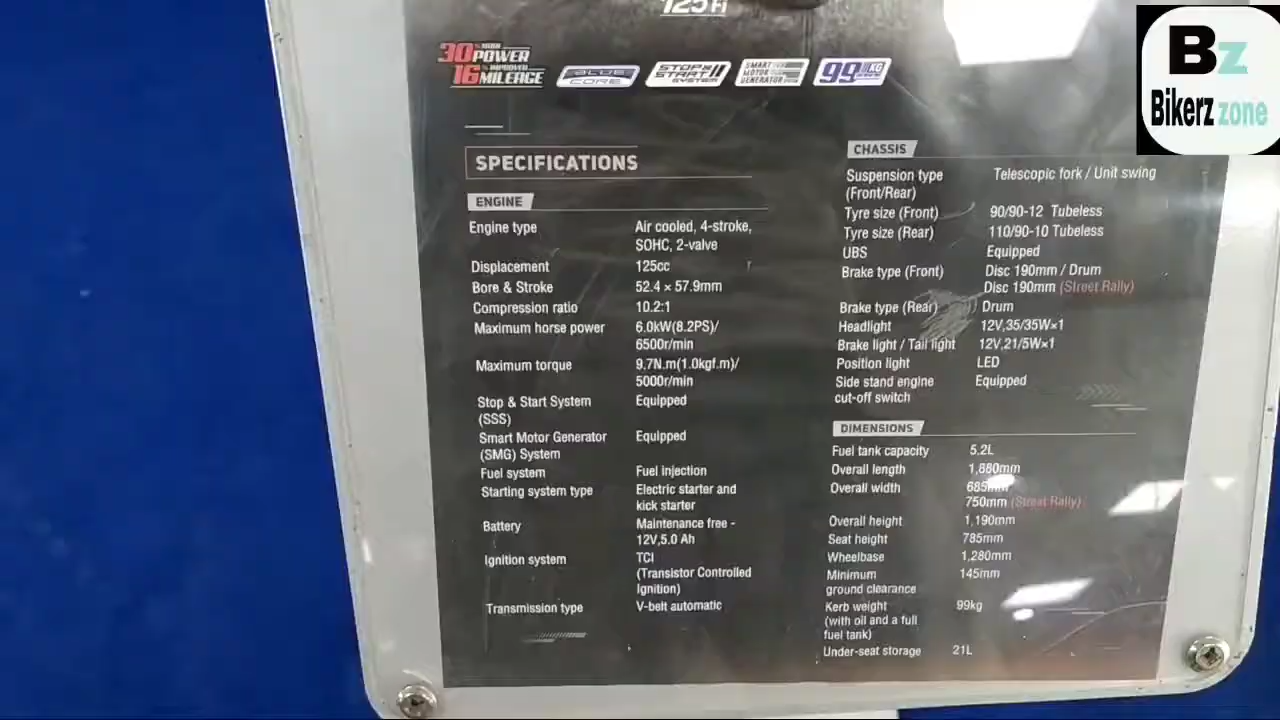 125 Fi
30% MORE POWER
16% IMPROVED MILEAGE
BLUE CORE
STOP & START SYSTEM
SMART MOTOR GENERATOR
99 KG
Bz
Bikerz zone
SPECIFICATIONS
ENGINE
Engine type Air cooled, 4-stroke,
SOHC, 2-valve
Displacement 125cc
Bore & Stroke 52.4 × 57.9mm
Compression ratio 10.2:1
Maximum horse power 6.0kW(8.2PS)/
6500r/min
Maximum torque 9.7N.m(1.0kgf.m)/
5000r/min
Stop & Start System Equipped
(SSS)
Smart Motor Generator Equipped
(SMG) System
Fuel system Fuel injection
Starting system type Electric starter and
kick starter
Battery Maintenance free -
12V,5.0 Ah
Ignition system TCI
(Transistor Controlled
Ignition)
Transmission type V-belt automatic
CHASSIS
Suspension type Telescopic fork / Unit swing
(Front/Rear)
Tyre size (Front) 90/90-12 Tubeless
Tyre size (Rear) 110/90-10 Tubeless
UBS Equipped
Brake type (Front) Disc 190mm / Drum
Disc 190mm (Street Rally)
Brake type (Rear) Drum
Headlight 12V,35/35W×1
Brake light / Tail light 12V,21/5W×1
Position light LED
Side stand engine Equipped
cut-off switch
DIMENSIONS
Fuel tank capacity 5.2L
Overall length 1,880mm
Overall width 685mm
750mm (Street Rally)
Overall height 1,190mm
Seat height 785mm
Wheelbase 1,280mm
Minimum 145mm
ground clearance
Kerb weight 99kg
(with oil and a full
fuel tank)
Under-seat storage 21L